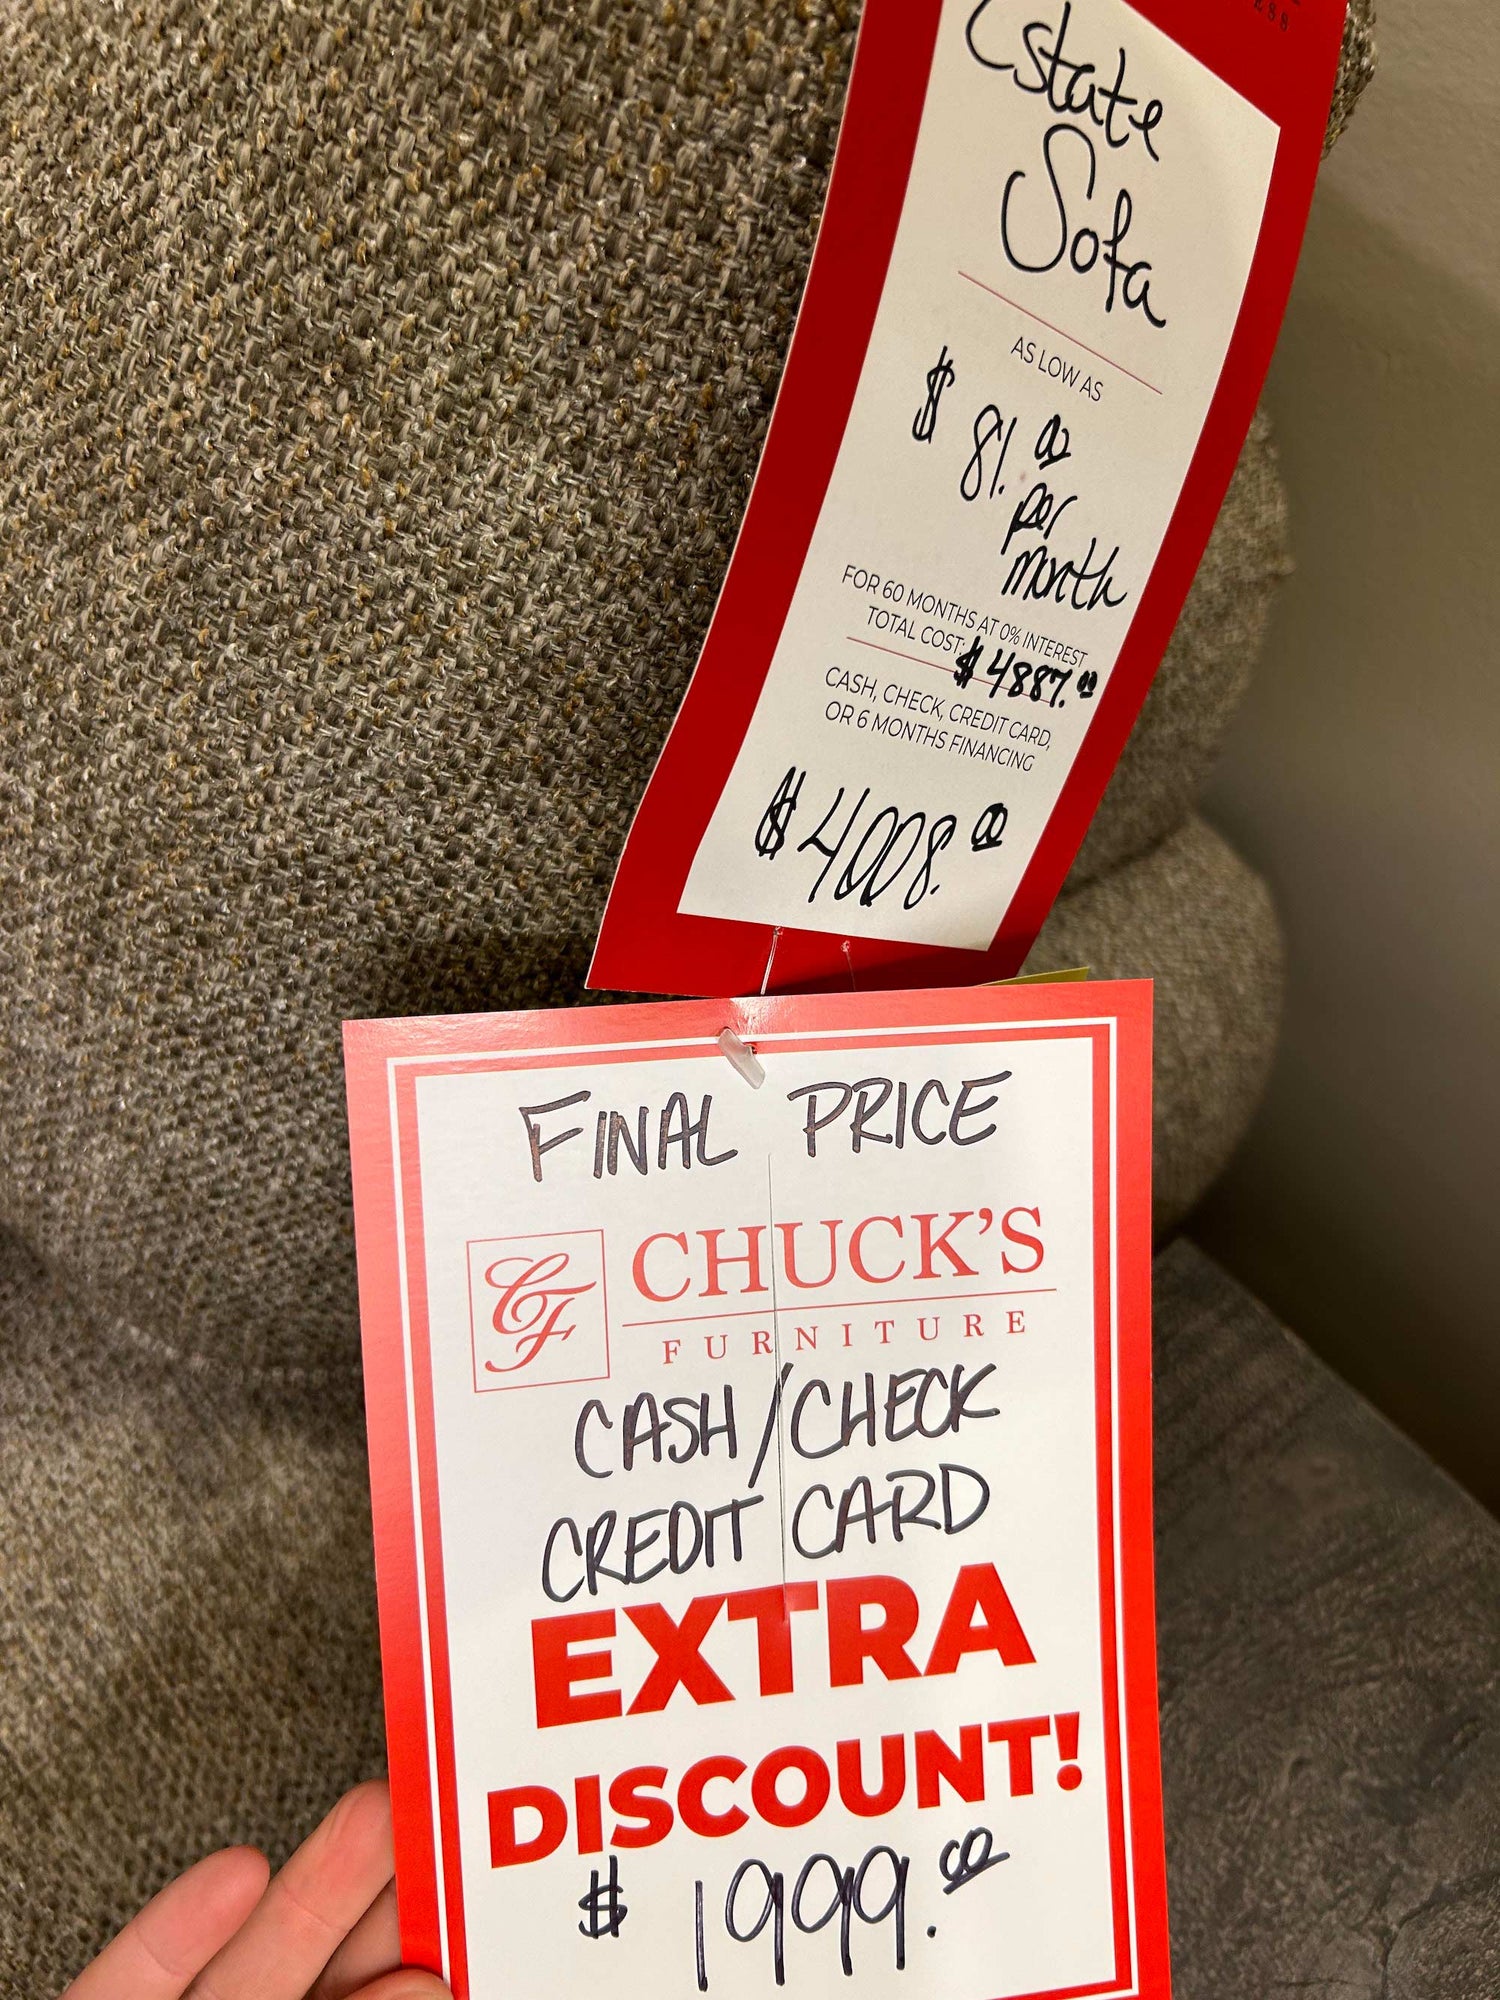 Estate
Sofa
AS LOW AS
$ 81.00
per
month
FOR 60 MONTHS AT 0% INTEREST
TOTAL COST: $4887.00
CASH, CHECK, CREDIT CARD,
OR 6 MONTHS FINANCING
$4008.00
FINAL PRICE
CF
CHUCK'S
FURNITURE
CASH/CHECK
CREDIT CARD
EXTRA
DISCOUNT!
$1999.00